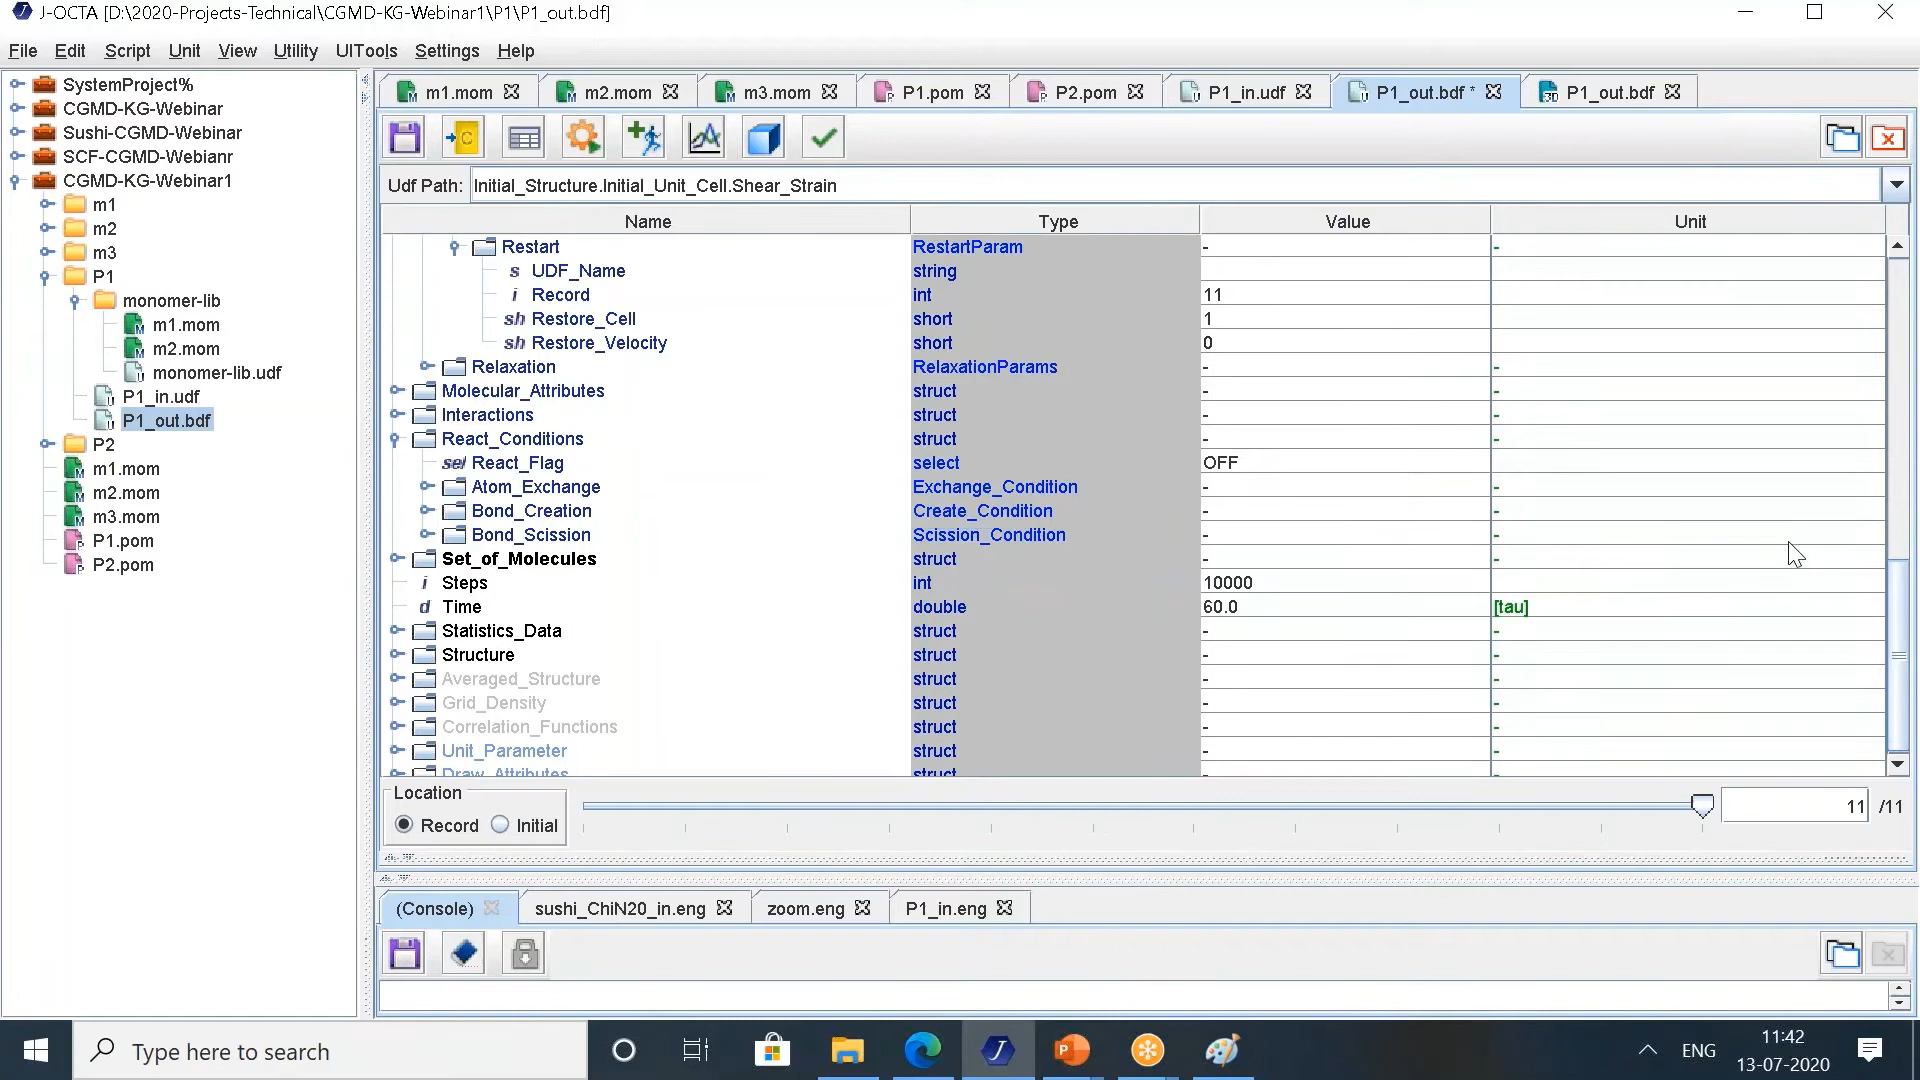 J-OCTA [D:\2020-Projects-Technical\CGMD-KG-Webinar1\P1\P1_out.bdf]
File Edit Script Unit View Utility UITools Settings Help
SystemProject%
CGMD-KG-Webinar
Sushi-CGMD-Webinar
SCF-CGMD-Webianr
CGMD-KG-Webinar1
m1
m2
m3
P1
monomer-lib
m1.mom
m2.mom
monomer-lib.udf
P1_in.udf
P1_out.bdf
P2
m1.mom
m2.mom
m3.mom
P1.pom
P2.pom
m1.mom m2.mom m3.mom P1.pom P2.pom P1_in.udf P1_out.bdf * P1_out.bdf
Udf Path: Initial_Structure.Initial_Unit_Cell.Shear_Strain
Name Type Value Unit
Restart RestartParam - -
s UDF_Name string
i Record int 11
sh Restore_Cell short 1
sh Restore_Velocity short 0
Relaxation RelaxationParams - -
Molecular_Attributes struct - -
Interactions struct - -
React_Conditions struct - -
sel React_Flag select OFF
Atom_Exchange Exchange_Condition - -
Bond_Creation Create_Condition - -
Bond_Scission Scission_Condition - -
Set_of_Molecules struct - -
i Steps int 10000
d Time double 60.0 [tau]
Statistics_Data struct - -
Structure struct - -
Averaged_Structure struct - -
Grid_Density struct - -
Correlation_Functions struct - -
Unit_Parameter struct - -
Draw_Attributes struct - -
Location
Record Initial 11 /11
(Console) sushi_ChiN20_in.eng zoom.eng P1_in.eng
Type here to search
ENG
11:42
13-07-2020